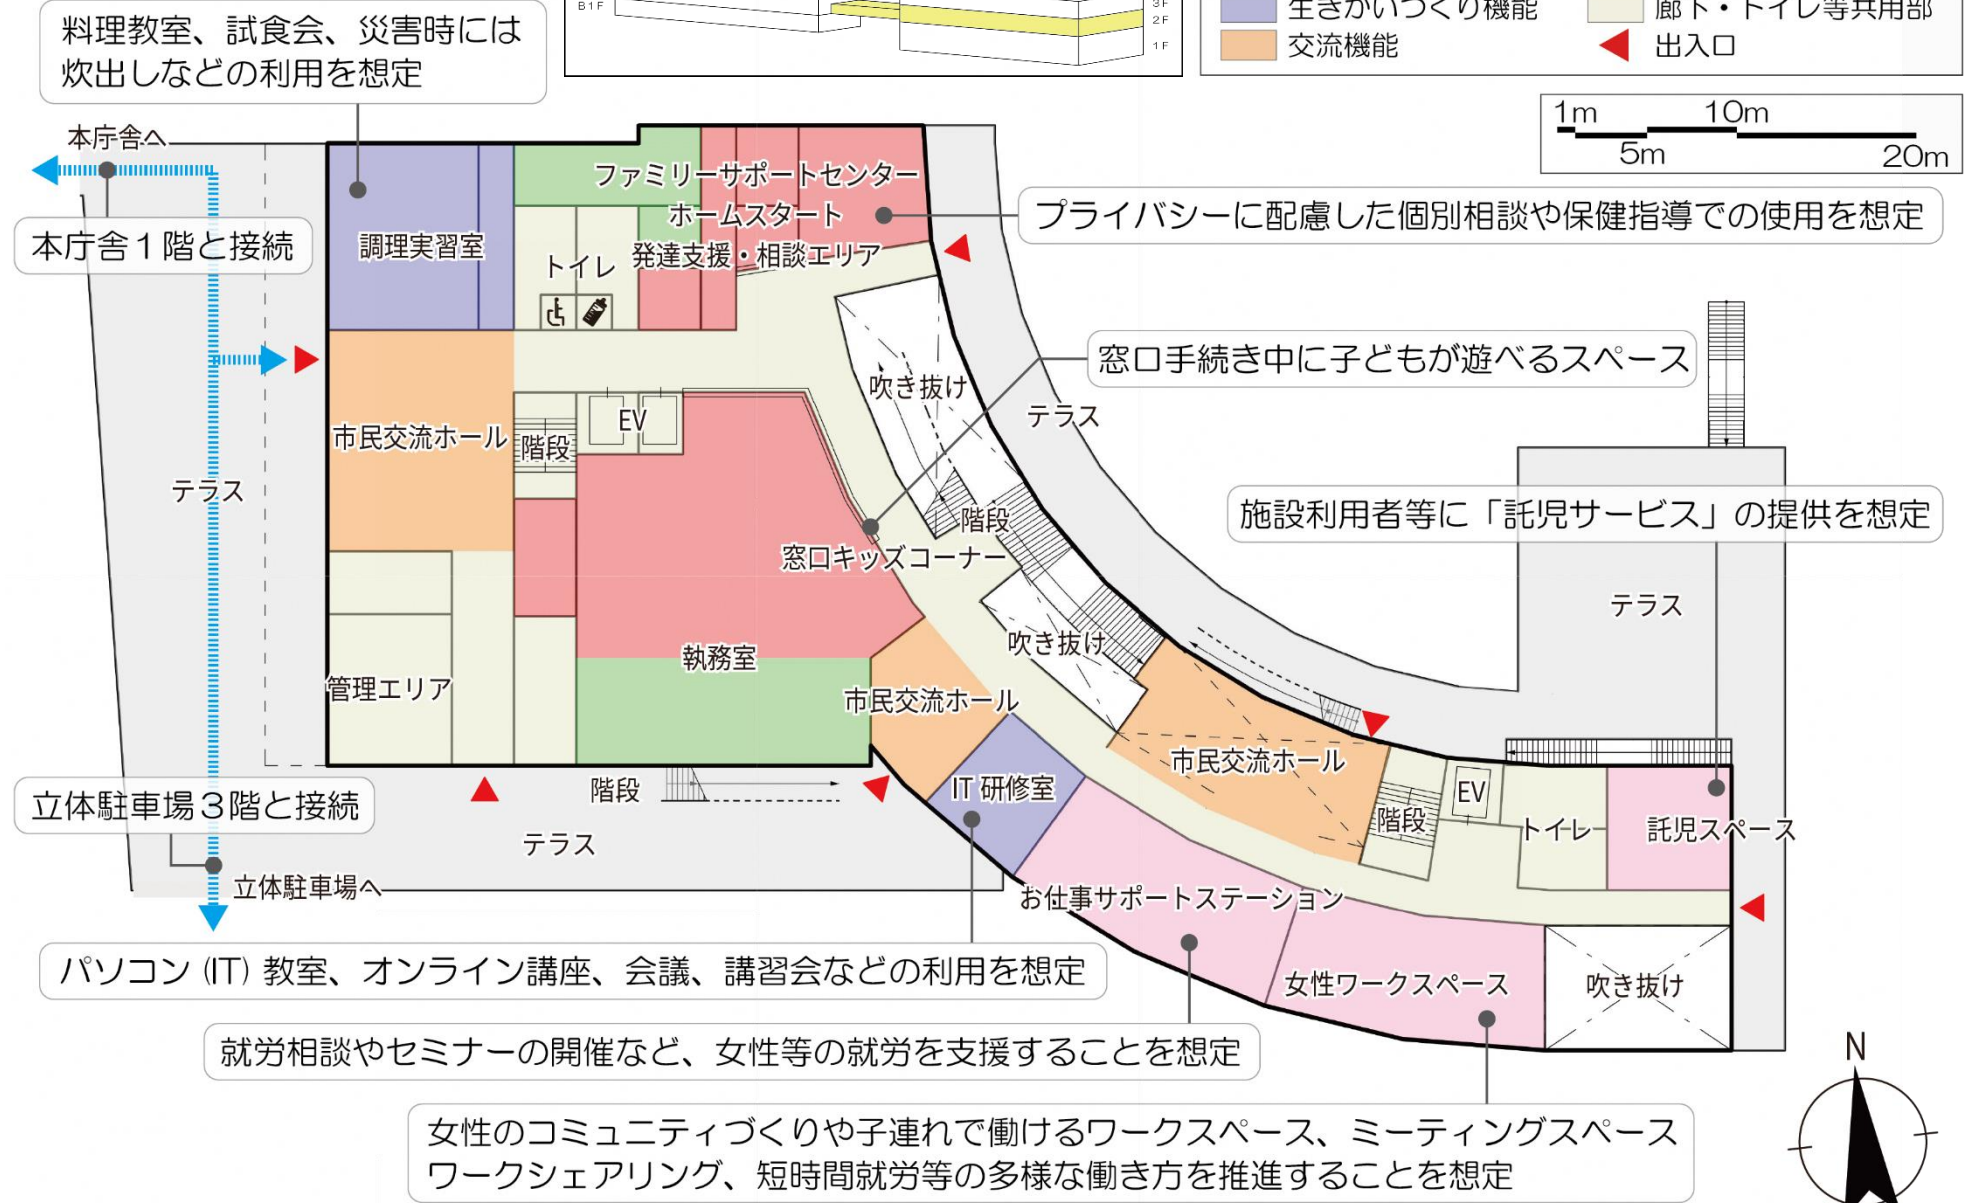 B1F
3F
2F
1F
生きがいづくり機能
廊下・トイレ等共用部
交流機能
出入口
1m
10m
5m
20m
料理教室、試食会、災害時には
炊出しなどの利用を想定
本庁舎へ
本庁舎1階と接続
調理実習室
トイレ
ファミリーサポートセンター
ホームスタート
発達支援・相談エリア
プライバシーに配慮した個別相談や保健指導での使用を想定
窓口手続き中に子どもが遊べるスペース
吹き抜け
テラス
EV
階段
市民交流ホール
テラス
階段
窓口キッズコーナー
施設利用者等に「託児サービス」の提供を想定
テラス
吹き抜け
執務室
管理エリア
市民交流ホール
市民交流ホール
IT 研修室
階段
EV
階段
トイレ
託児スペース
立体駐車場3階と接続
テラス
立体駐車場へ
お仕事サポートステーション
女性ワークスペース
吹き抜け
パソコン (IT) 教室、オンライン講座、会議、講習会などの利用を想定
就労相談やセミナーの開催など、女性等の就労を支援することを想定
女性のコミュニティづくりや子連れで働けるワークスペース、ミーティングスペース
ワークシェアリング、短時間就労等の多様な働き方を推進することを想定
N